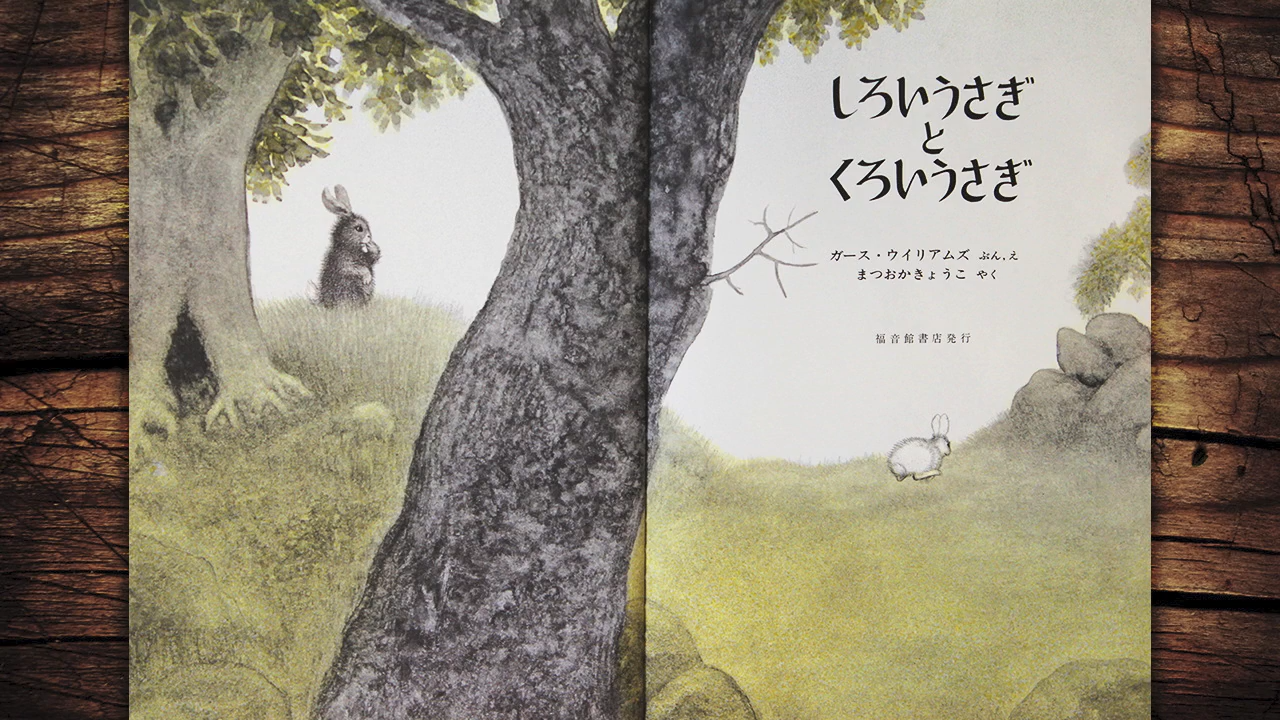 しろいうさぎ
と
くろいうさぎ
ガース・ウイリアムズ ぶん,え
まつおかきょうこ やく
福音館書店発行